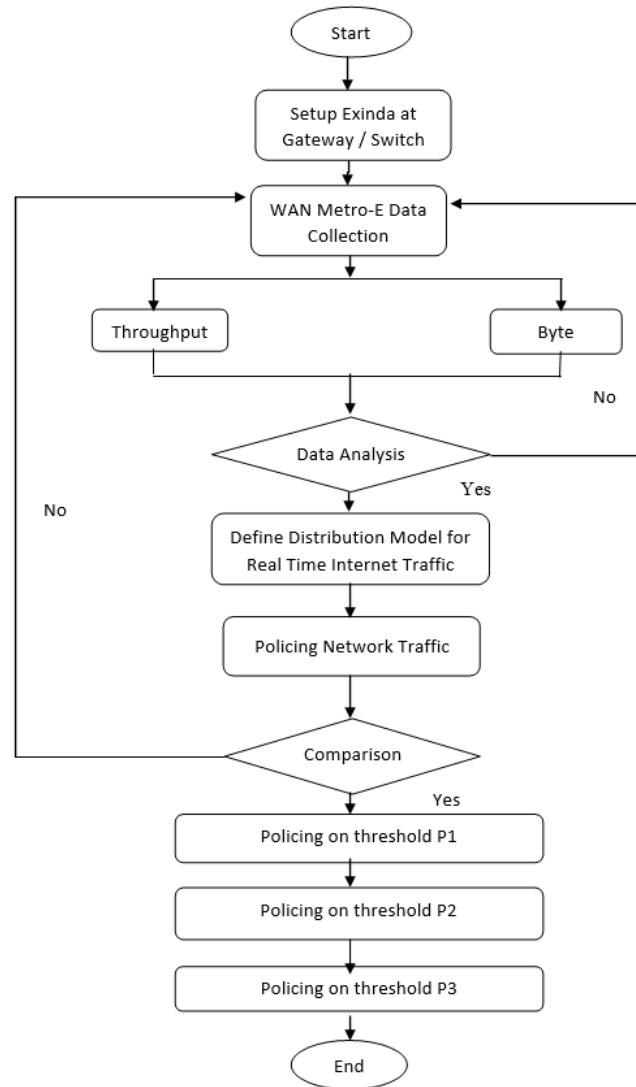 Start
Setup Exinda at
Gateway / Switch
WAN Metro-E Data
Collection
Throughput
Byte
No
Data Analysis
Yes
No
Define Distribution Model for
Real Time Internet Traffic
Policing Network Traffic
Comparison
Yes
Policing on threshold P1
Policing on threshold P2
Policing on threshold P3
End